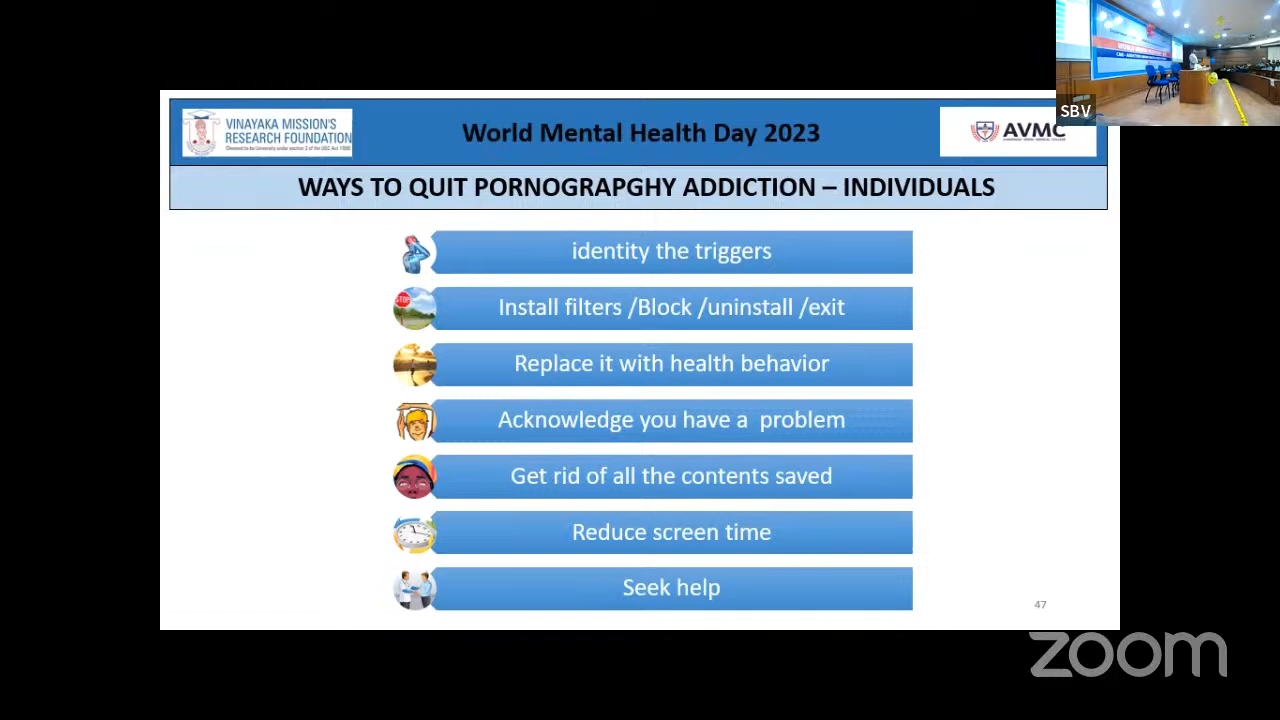 SBV
VINAYAKA MISSION'S
RESEARCH FOUNDATION
World Mental Health Day 2023
AVMC
WAYS TO QUIT PORNOGRAPGHY ADDICTION – INDIVIDUALS
identity the triggers
STOP
Install filters /Block /uninstall /exit
Replace it with health behavior
Acknowledge you have a  problem
Get rid of all the contents saved
Reduce screen time
Seek help
47
zoom